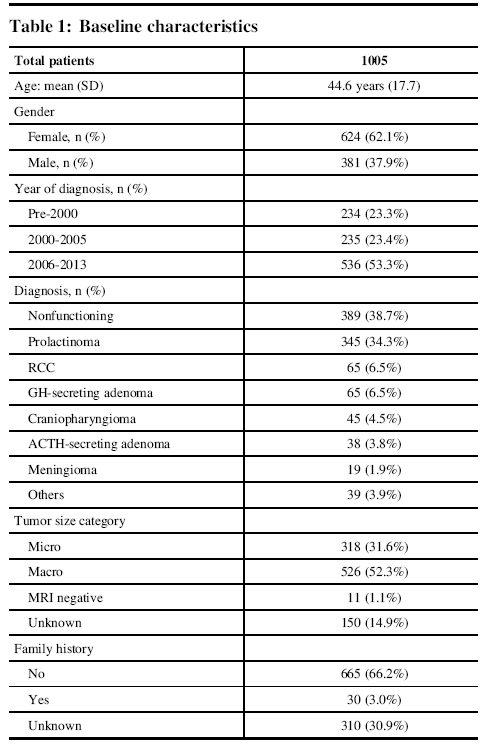 Table 1: Baseline characteristics
Total patients 1005
Age: mean (SD) 44.6 years (17.7)
Gender
Female, n (%) 624 (62.1%)
Male, n (%) 381 (37.9%)
Year of diagnosis, n (%)
Pre-2000 234 (23.3%)
2000-2005 235 (23.4%)
2006-2013 536 (53.3%)
Diagnosis, n (%)
Nonfunctioning 389 (38.7%)
Prolactinoma 345 (34.3%)
RCC 65 (6.5%)
GH-secreting adenoma 65 (6.5%)
Craniopharyngioma 45 (4.5%)
ACTH-secreting adenoma 38 (3.8%)
Meningioma 19 (1.9%)
Others 39 (3.9%)
Tumor size category
Micro 318 (31.6%)
Macro 526 (52.3%)
MRI negative 11 (1.1%)
Unknown 150 (14.9%)
Family history
No 665 (66.2%)
Yes 30 (3.0%)
Unknown 310 (30.9%)